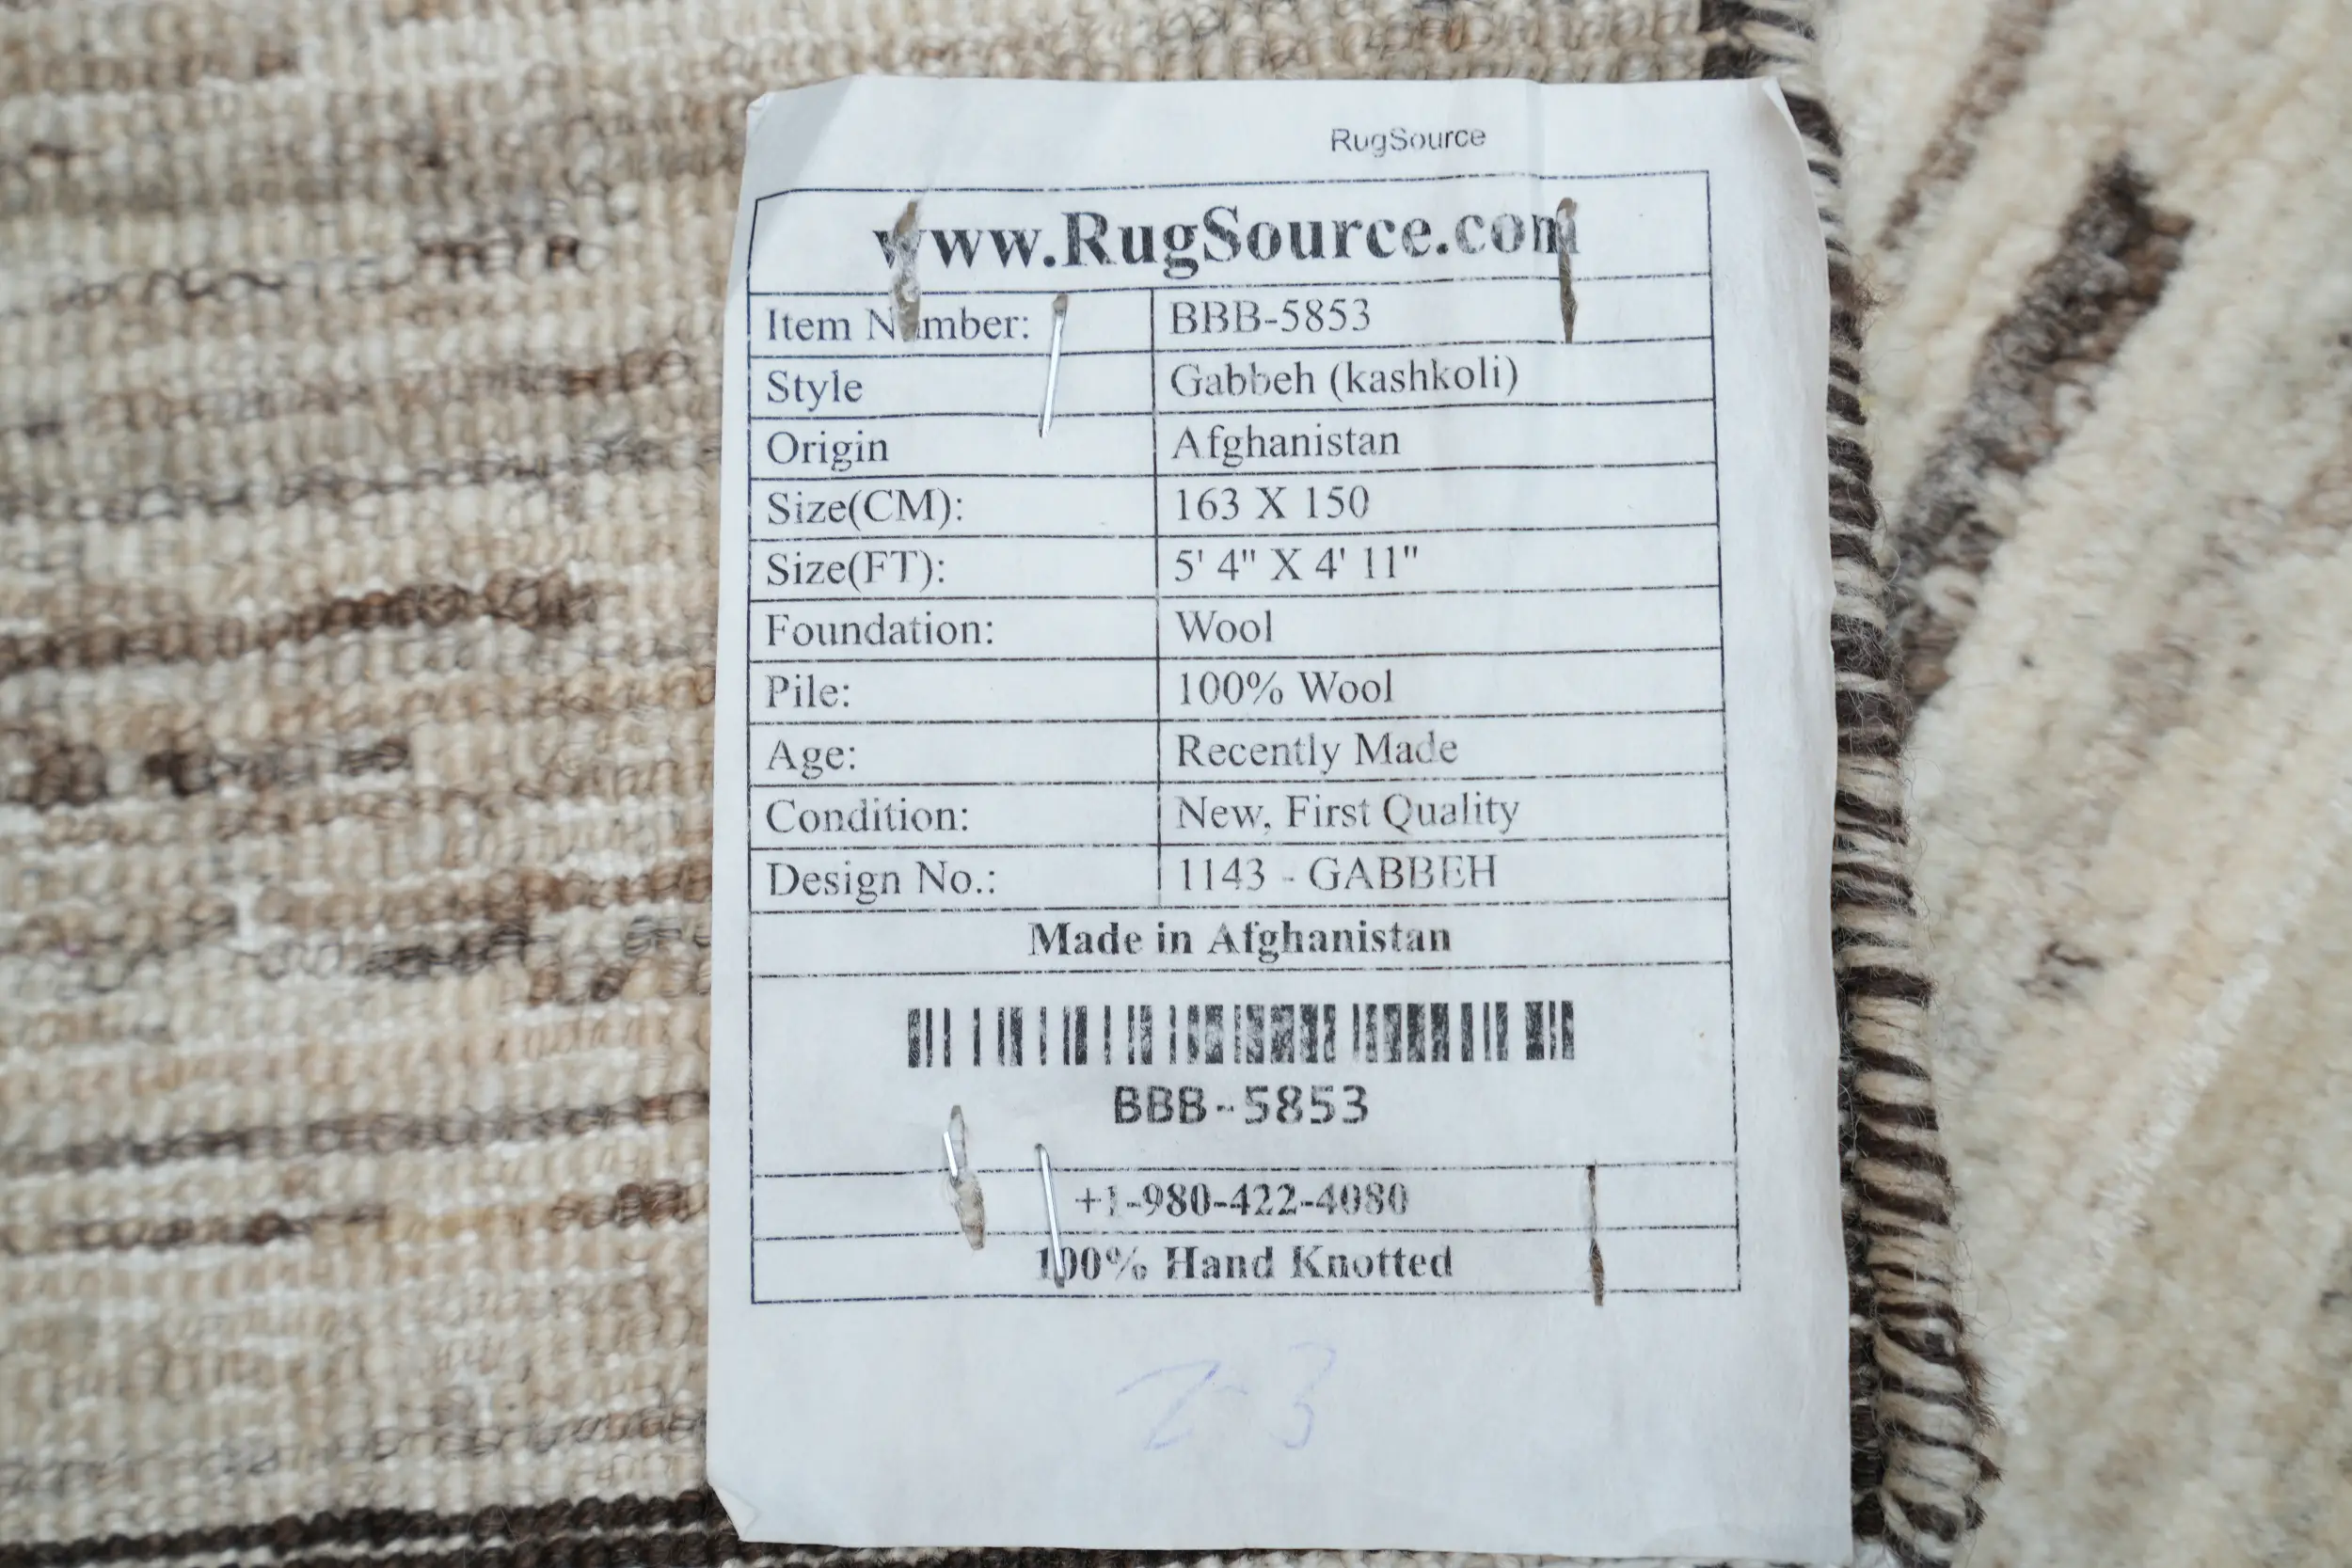 RugSource
www.RugSource.com
Item Number: BBB-5853
Style Gabbeh (kashkoli)
Origin Afghanistan
Size(CM): 163 X 150
Size(FT): 5' 4" X 4' 11"
Foundation: Wool
Pile: 100% Wool
Age: Recently Made
Condition: New, First Quality
Design No.: 1143 - GABBEH
Made in Afghanistan
BBB-5853
+1-980-422-4080
100% Hand Knotted